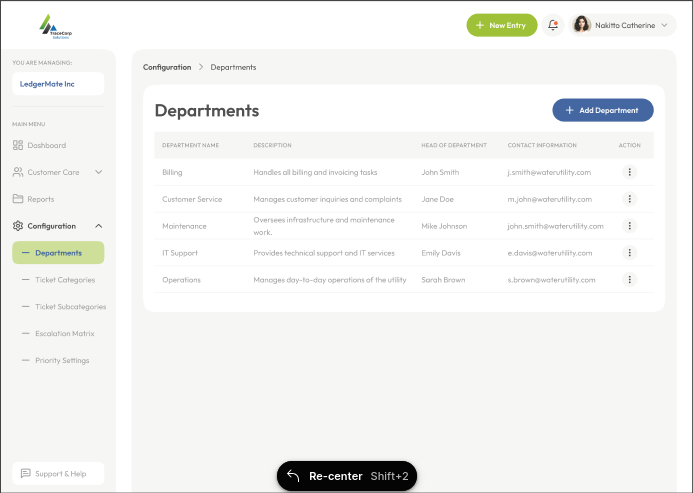 TraceCorp
Solutions
New Entry
Nakitto Catherine
YOU ARE MANAGING:
LedgerMate Inc
MAIN MENU
Dashboard
Customer Care
Reports
Configuration
Departments
Ticket Categories
Ticket Subcategories
Escalation Matrix
Priority Settings
Support & Help
Configuration > Departments
Departments
Add Department
DEPARTMENT NAME DESCRIPTION HEAD OF DEPARTMENT CONTACT INFORMATION ACTION
Billing Handles all billing and invoicing tasks John Smith j.smith@waterutility.com
Customer Service Manages customer inquiries and complaints Jane Doe m.john@waterutility.com
Maintenance Oversees infrastructure and maintenance work. Mike Johnson john.smith@waterutility.com
IT Support Provides technical support and IT services Emily Davis e.davis@waterutility.com
Operations Manages day-to-day operations of the utility Sarah Brown s.brown@waterutility.com
Re-center Shift+2